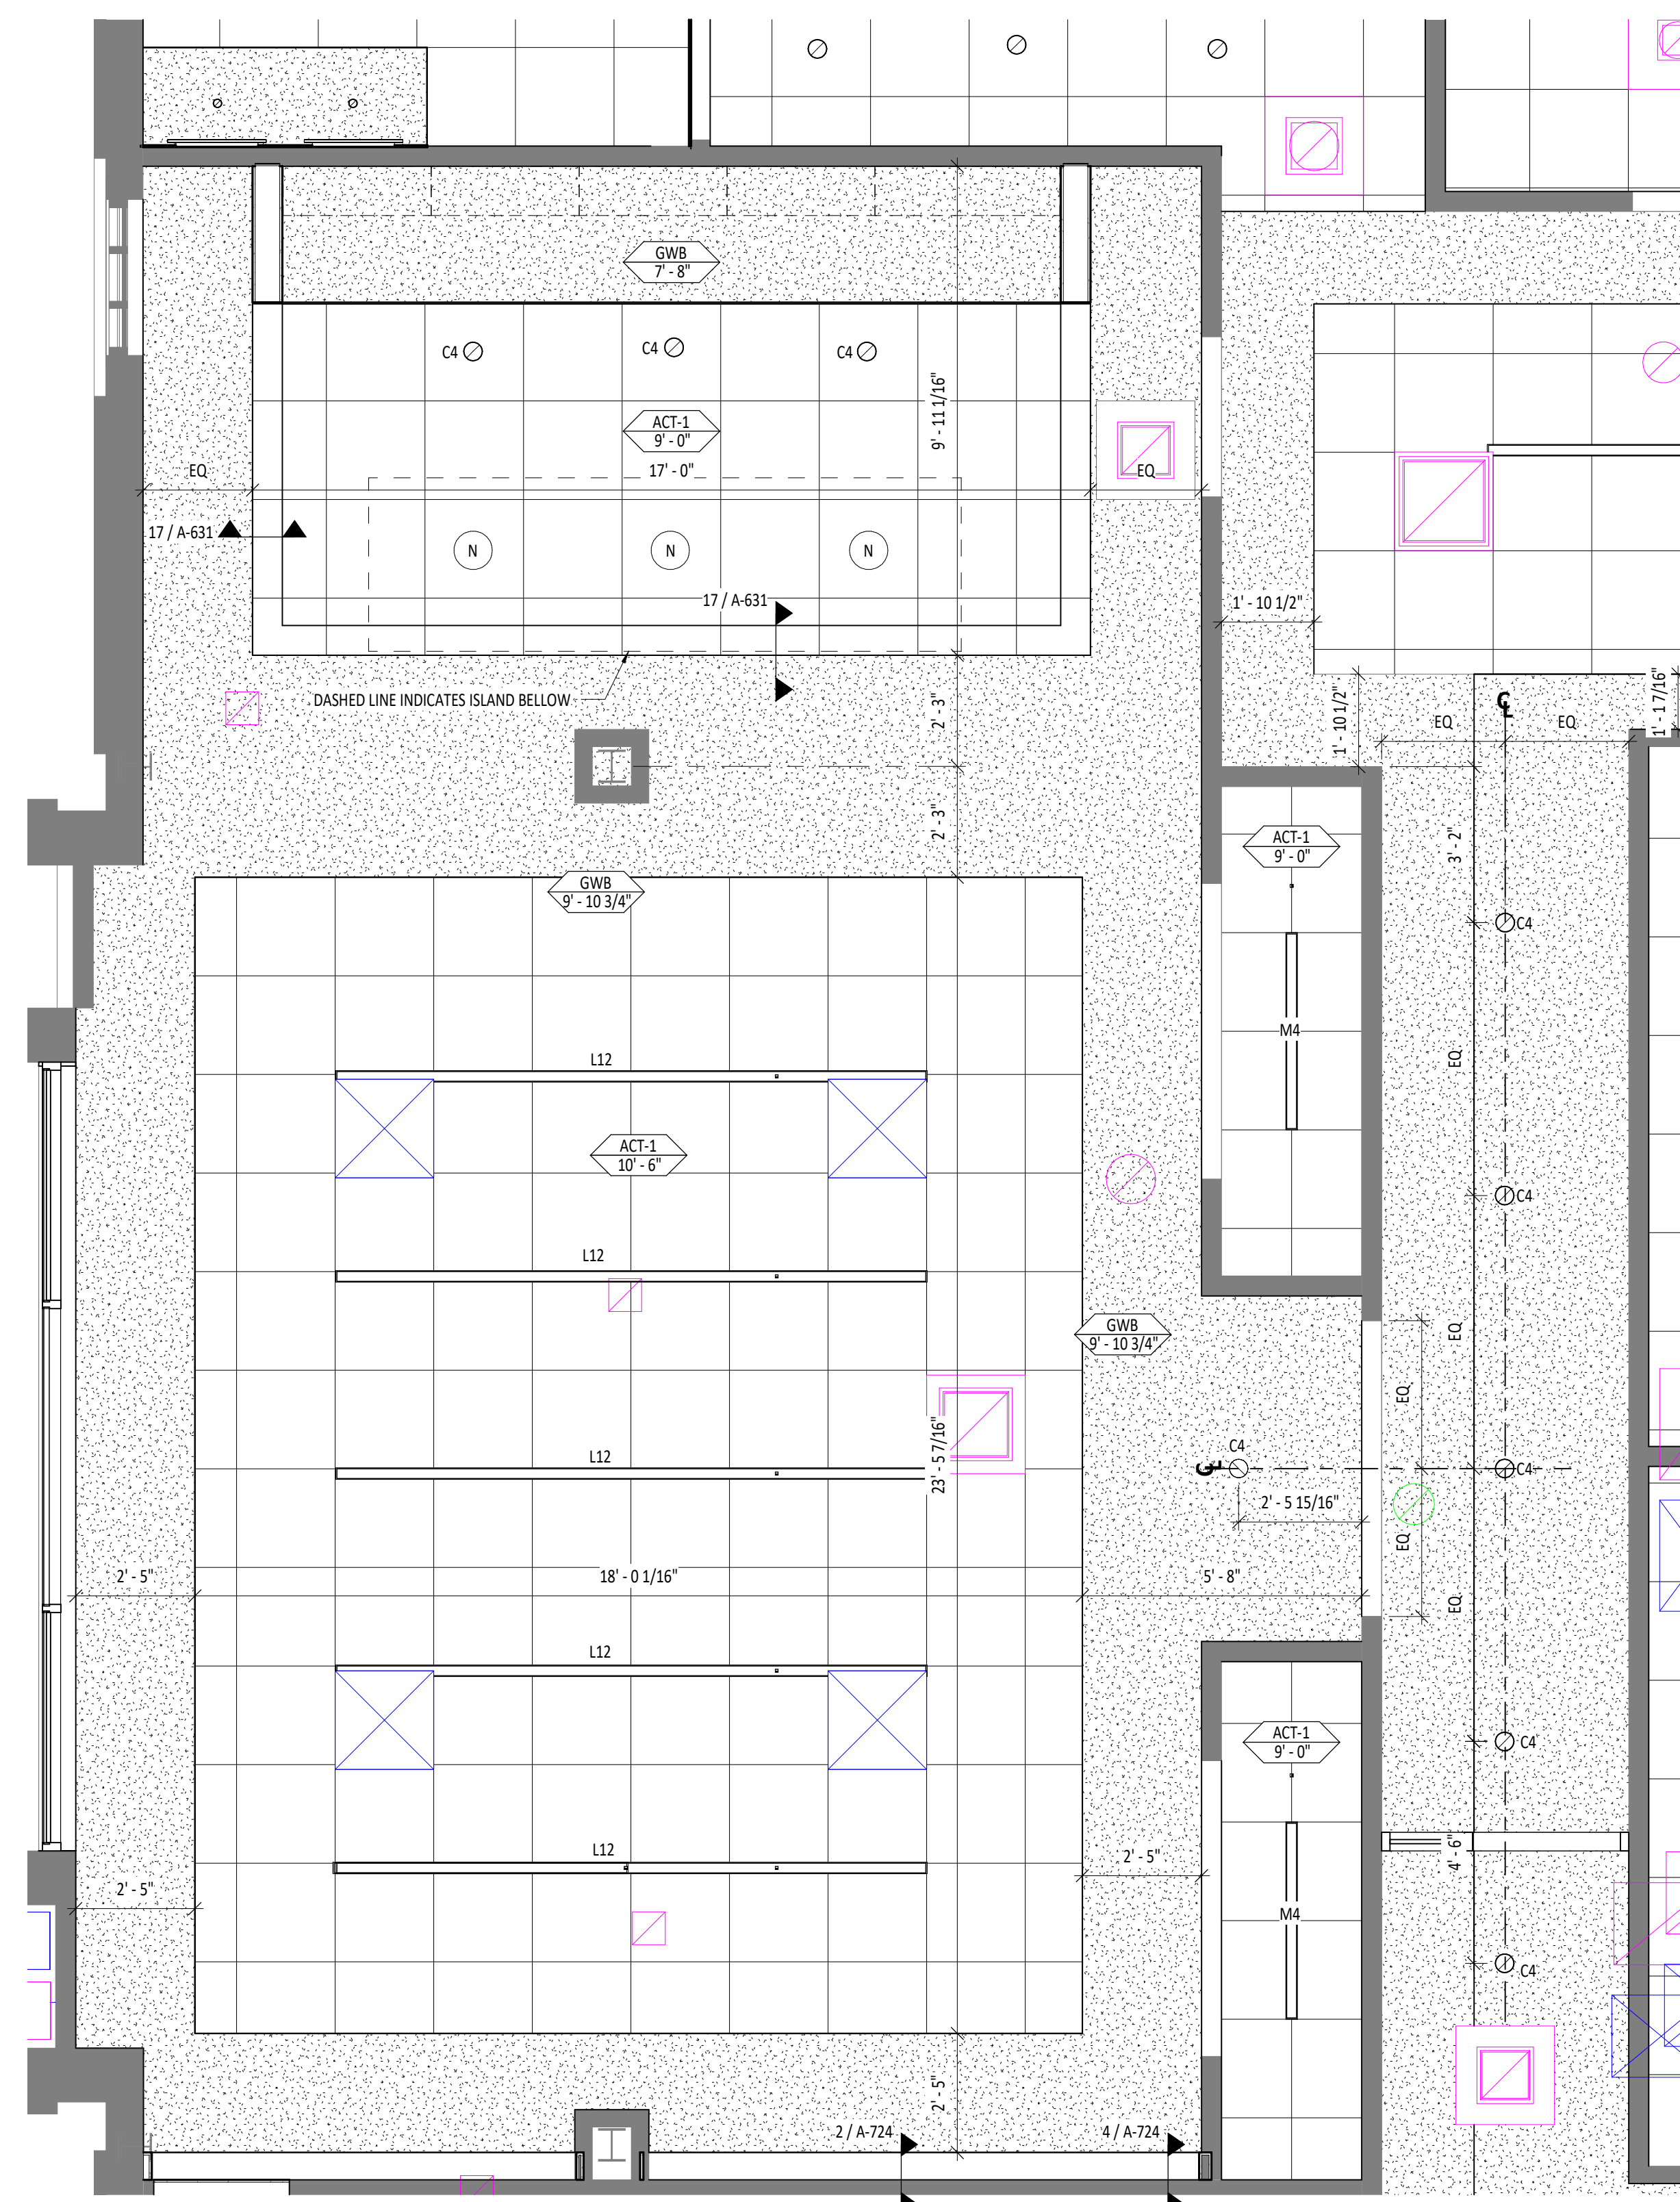 GWB
7' - 8"
C4
C4
C4
9' - 11 1/16"
ACT-1
9' - 0"
EQ
17' - 0"
EQ
17 / A-631
N
N
N
17 / A-631
1' - 10 1/2"
DASHED LINE INDICATES ISLAND BELLOW
2' - 3"
1' - 10 1/2"
EQ
CL
EQ
1' - 1 7/16"
2' - 3"
ACT-1
9' - 0"
3' - 2"
GWB
9' - 10 3/4"
C4
M4
L12
EQ
ACT-1
10' - 6"
C4
L12
GWB
9' - 10 3/4"
EQ
EQ
L12
23' - 5 7/16"
C4
CL
C4
2' - 5 15/16"
EQ
2' - 5"
18' - 0 1/16"
5' - 8"
EQ
L12
ACT-1
9' - 0"
C4
L12
2' - 5"
4' - 6"
2' - 5"
M4
C4
2' - 5"
2 / A-724
4 / A-724